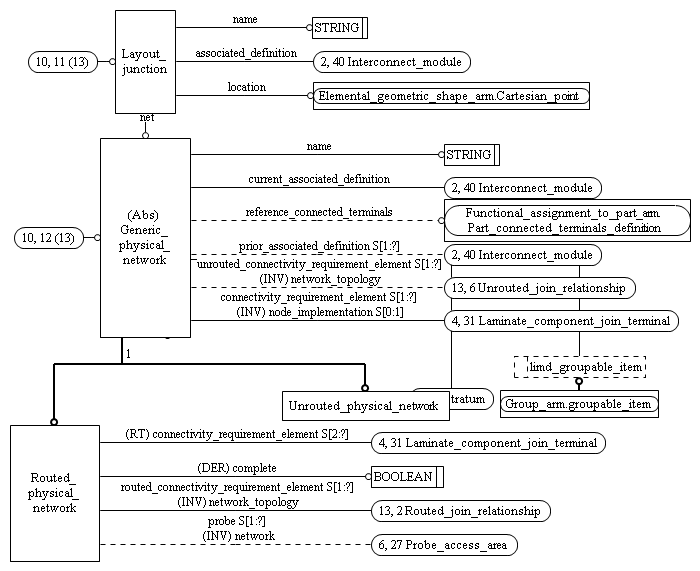 name
STRING
Layout_
junction
associated_definition
10, 11 (13)
2, 40 Interconnect_module
location
Elemental_geometric_shape_arm.Cartesian_point
net
name
STRING
current_associated_definition
2, 40 Interconnect_module
(Abs)
Generic_
physical_
network
reference_connected_terminals
Functional_assignment_to_part_arm.
Part_connected_terminals_definition
10, 12 (13)
prior_associated_definition S[1:?]
2, 40 Interconnect_module
unrouted_connectivity_requirement_element S[1:?]
(INV) network_topology
13, 6 Unrouted_join_relationship
connectivity_requirement_element S[1:?]
(INV) node_implementation S[0:1]
4, 31 Laminate_component_join_terminal
1
limd_groupable_item
Unrouted_physical_network
tratum
Group_arm.groupable_item
(RT) connectivity_requirement_element S[2:?]
4, 31 Laminate_component_join_terminal
Routed_
physical_
network
(DER) complete
BOOLEAN
routed_connectivity_requirement_element S[1:?]
(INV) network_topology
13, 2 Routed_join_relationship
probe S[1:?]
(INV) network
6, 27 Probe_access_area